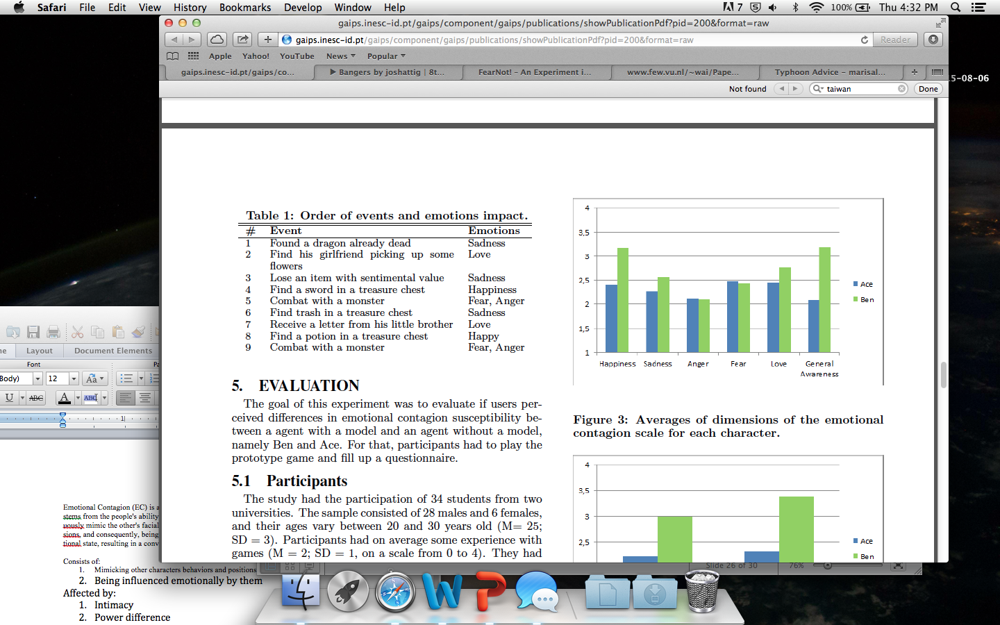 Safari File Edit View History Bookmarks Develop Window Help
7 100% Thu 4:32 PM
gaips.inesc-id.pt/gaips/component/gaips/publications/showPublicationPdf?pid=200&format=raw
gaips.inesc-id.pt/gaips/component/gaips/publications/showPublicationPdf?pid=200&format=raw Reader
Apple Yahoo! YouTube News Popular
gaips.inesc-id.pt/gaips/co... Bangers by joshattig | 8t... FearNot! - An Experiment i... www.few.vu.nl/~wai/Pape... Typhoon Advice - marisal...
Not found taiwan Done
5-08-06
Table 1: Order of events and emotions impact.
# Event Emotions
1 Found a dragon already dead Sadness
2 Find his girlfriend picking up some Love
flowers
3 Lose an item with sentimental value Sadness
4 Find a sword in a treasure chest Happiness
5 Combat with a monster Fear, Anger
6 Find trash in a treasure chest Sadness
7 Receive a letter from his little brother Love
8 Find a potion in a treasure chest Happy
9 Combat with a monster Fear, Anger
5. EVALUATION
The goal of this experiment was to evaluate if users per-
ceived differences in emotional contagion susceptibility be-
tween a agent with a model and an agent without a model,
namely Ben and Ace. For that, participants had to play the
prototype game and fill up a questionnaire.
5.1 Participants
The study had the participation of 34 students from two
universities. The sample consisted of 28 males and 6 females,
and their ages vary between 20 and 30 years old (M= 25;
SD = 3). Participants had on average some experience with
games (M = 2; SD = 1, on a scale from 0 to 4). They had
4
3,5
3
2,5
2
1,5
1
Happiness Sadness Anger Fear Love General
Awareness
Ace
Ben
Figure 3: Averages of dimensions of the emotional
contagion scale for each character.
4
3,5
3
2,5
Ace
Ben
ne Layout Document Elements
Font Pa
Body) 12 Aa
U ABC A ABC
1
Emotional Contagion (EC) is a
stems from the people's ability
uously mimic the other's facial
sions, and consequently, being
tional state, resulting in a conv
Consists of:
1. Mimicking other characters behaviors and positions
2. Being influenced emotionally by them
Affected by:
1. Intimacy
2. Power difference
Slide 26 of 30 76%